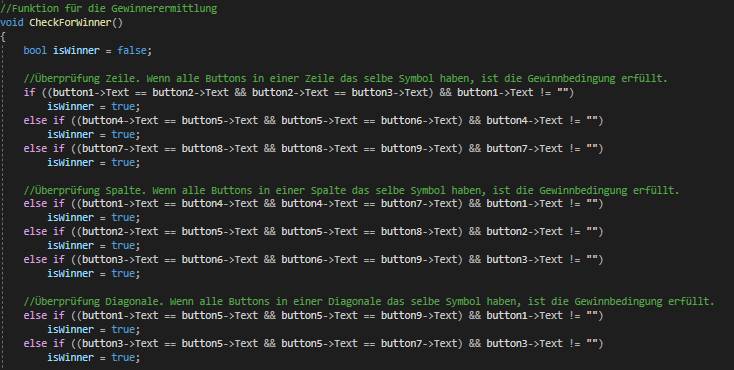 //Funktion für die Gewinnerermittlung
void CheckForWinner()
{
bool isWinner = false;
//Überprüfung Zeile. Wenn alle Buttons in einer Zeile das selbe Symbol haben, ist die Gewinnbedingung erfüllt.
if ((button1->Text == button2->Text && button2->Text == button3->Text) && button1->Text != "")
isWinner = true;
else if ((button4->Text == button5->Text && button5->Text == button6->Text) && button4->Text != "")
isWinner = true;
else if ((button7->Text == button8->Text && button8->Text == button9->Text) && button7->Text != "")
isWinner = true;
//Überprüfung Spalte. Wenn alle Buttons in einer Spalte das selbe Symbol haben, ist die Gewinnbedingung erfüllt.
else if ((button1->Text == button4->Text && button4->Text == button7->Text) && button1->Text != "")
isWinner = true;
else if ((button2->Text == button5->Text && button5->Text == button8->Text) && button2->Text != "")
isWinner = true;
else if ((button3->Text == button6->Text && button6->Text == button9->Text) && button3->Text != "")
isWinner = true;
//Überprüfung Diagonale. Wenn alle Buttons in einer Diagonale das selbe Symbol haben, ist die Gewinnbedingung erfüllt.
else if ((button1->Text == button5->Text && button5->Text == button9->Text) && button1->Text != "")
isWinner = true;
else if ((button3->Text == button5->Text && button5->Text == button7->Text) && button3->Text != "")
isWinner = true;